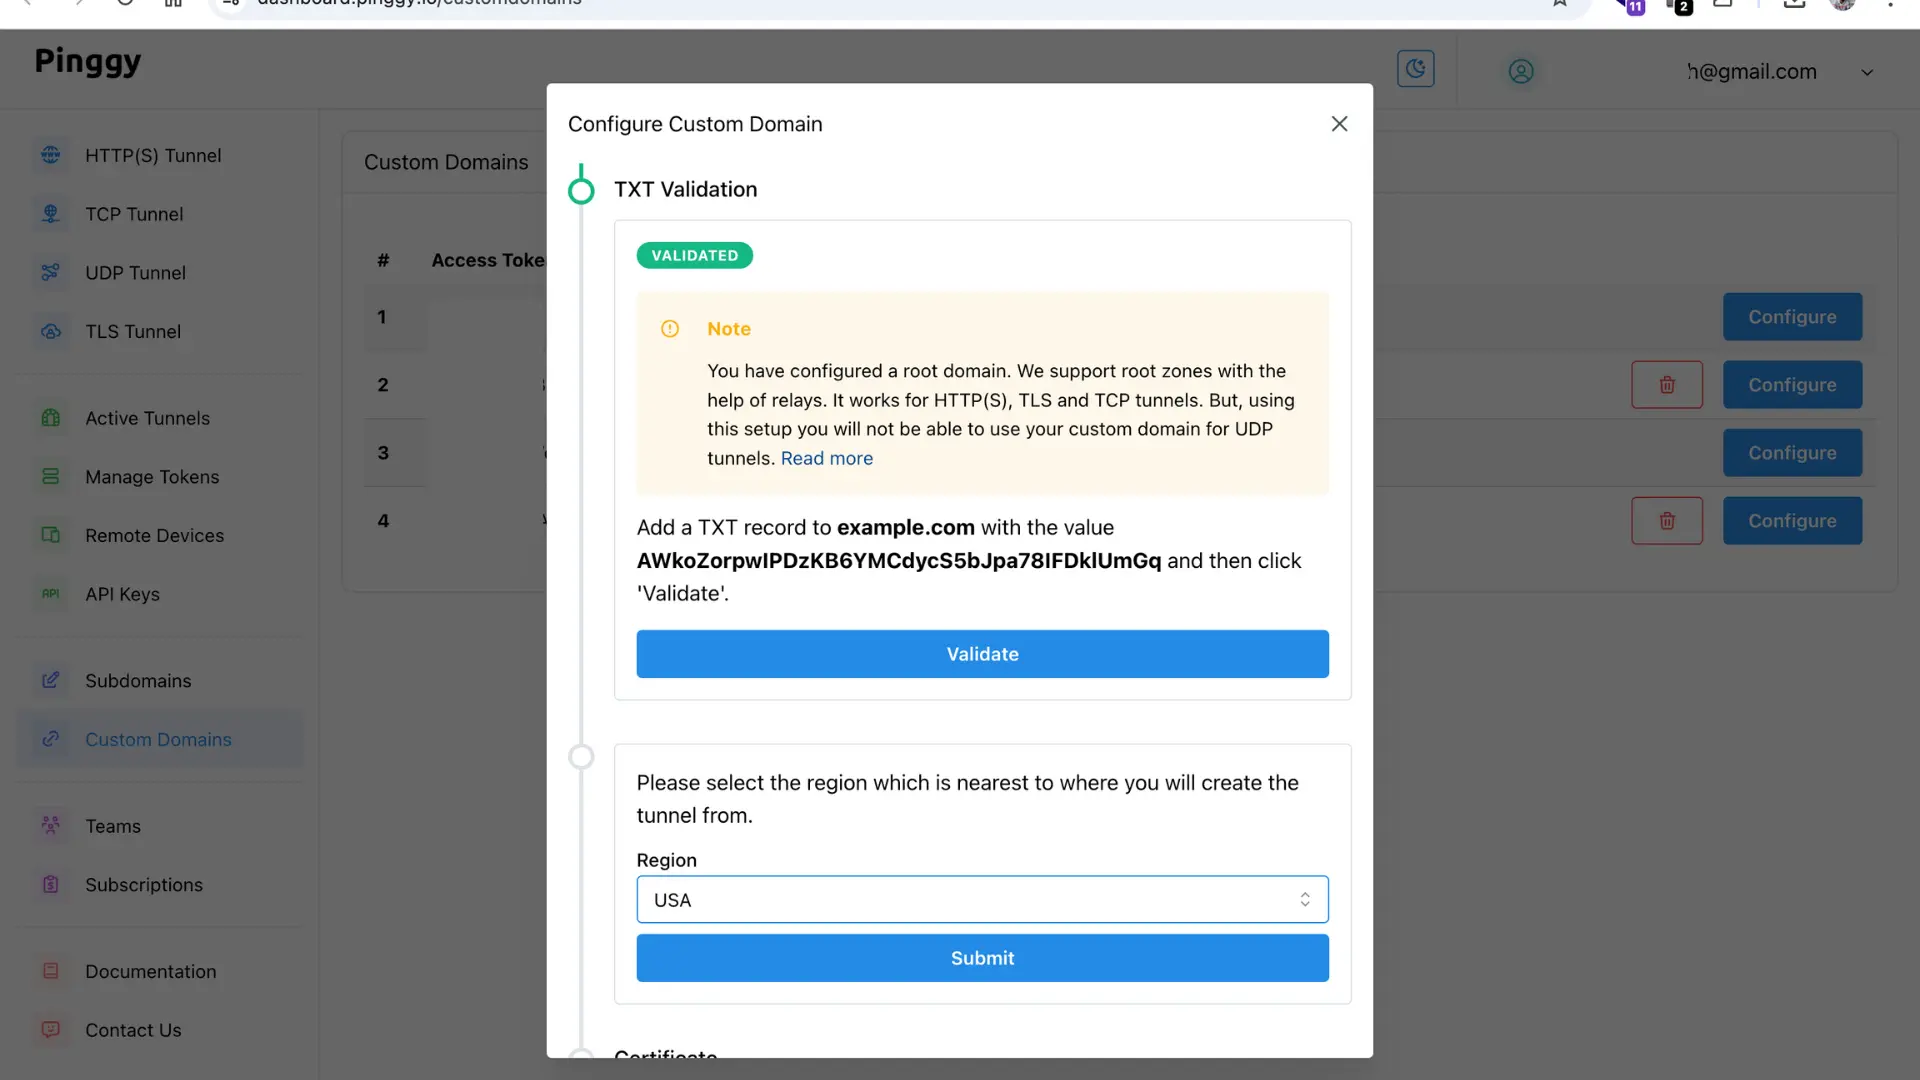 dashboard.pinggy.io/customdomains
11
2
Pinggy
h@gmail.com
HTTP(S) Tunnel
TCP Tunnel
UDP Tunnel
TLS Tunnel
Active Tunnels
Manage Tokens
Remote Devices
API
API Keys
Subdomains
Custom Domains
Teams
Subscriptions
Documentation
Contact Us
Custom Domains
# Access Toke
1
Configure
2
Configure
3
Configure
4
Configure
Configure Custom Domain
TXT Validation
VALIDATED
Note
You have configured a root domain. We support root zones with the
help of relays. It works for HTTP(S), TLS and TCP tunnels. But, using
this setup you will not be able to use your custom domain for UDP
tunnels. Read more
Add a TXT record to example.com with the value
AWkoZorpwIPDzKB6YMCdycS5bJpa78IFDklUmGq and then click
'Validate'.
Validate
Please select the region which is nearest to where you will create the
tunnel from.
Region
USA
Submit
Certificate